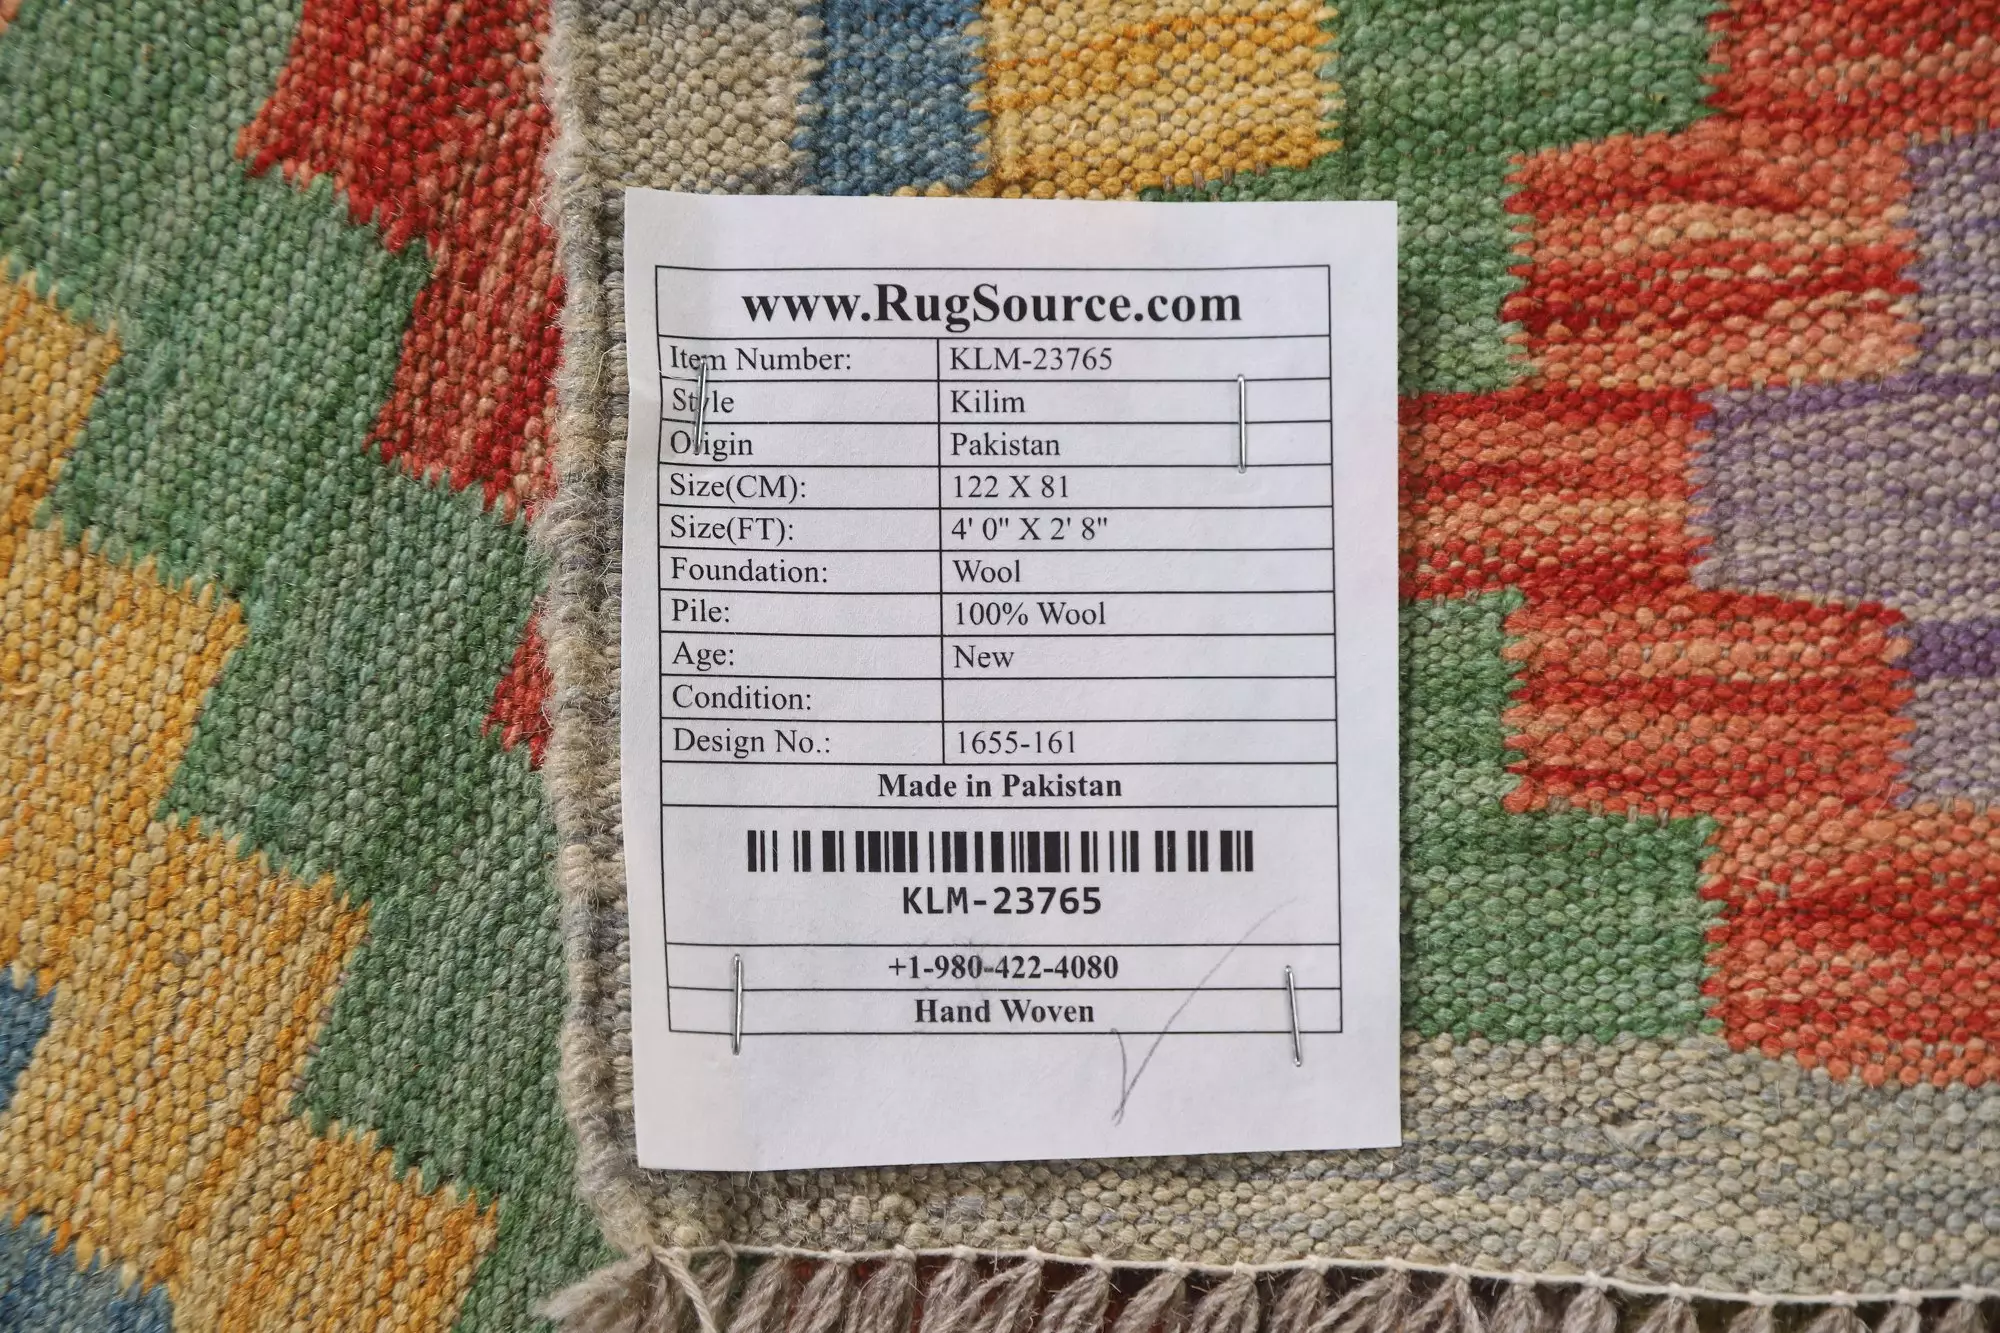 www.RugSource.com
Item Number: KLM-23765
Style Kilim
Origin Pakistan
Size(CM): 122 X 81
Size(FT): 4' 0" X 2' 8"
Foundation: Wool
Pile: 100% Wool
Age: New
Condition:
Design No.: 1655-161
Made in Pakistan
KLM-23765
+1-980-422-4080
Hand Woven